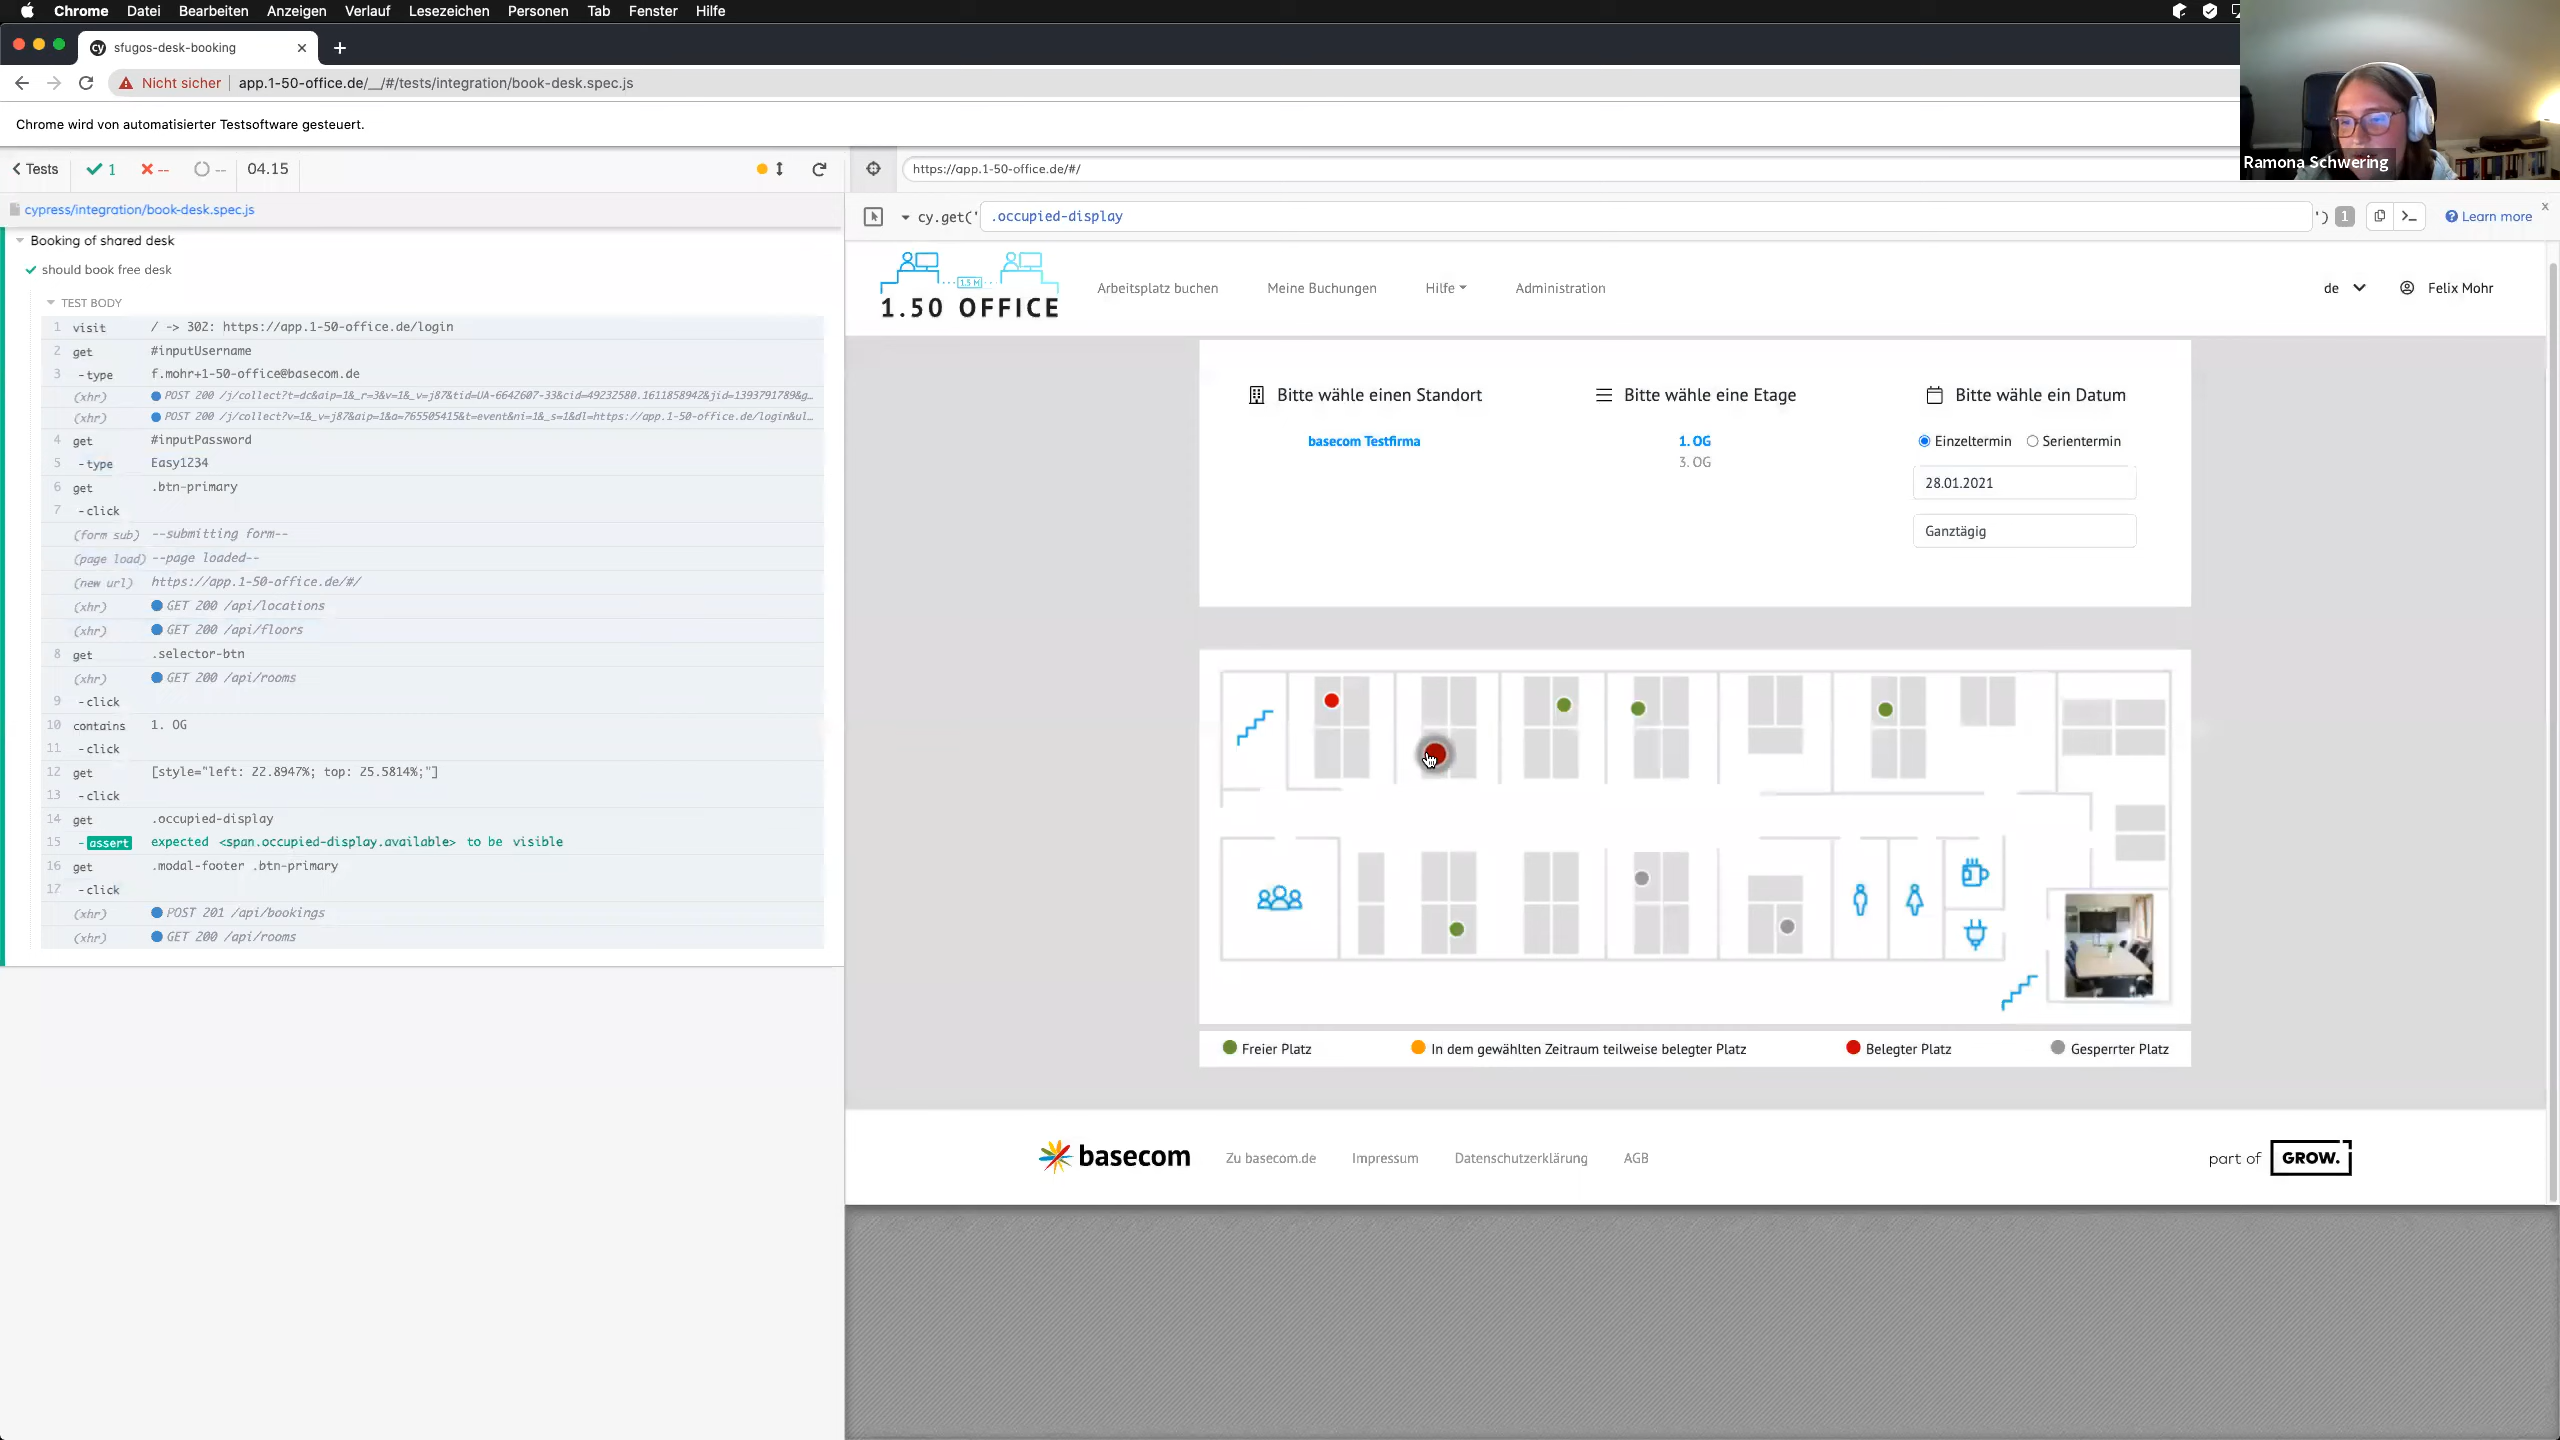 Chrome Datei Bearbeiten Anzeigen Verlauf Lesezeichen Personen Tab Fenster Hilfe
sfugos-desk-booking
Nicht sicher app.1-50-office.de/__/#/tests/integration/book-desk.spec.js
Chrome wird von automatisierter Testsoftware gesteuert.
Ramona Schwering
Tests 1 -- -- 04.15
https://app.1-50-office.de/#/
cypress/integration/book-desk.spec.js
cy.get('.occupied-display') 1 Learn more x
Booking of shared desk
should book free desk
TEST BODY
1 visit / -> 302: https://app.1-50-office.de/login
2 get #inputUsername
3 -type f.mohr+1-50-office@basecom.de
(xhr) POST 200 /j/collect?t=dc&aip=1&_r=3&v=1&_v=j87&tid=UA-6642607-33&cid=49232580.1611858942&jid=1393791789&g…
(xhr) POST 200 /j/collect?v=1&_v=j87&aip=1&a=765505415&t=event&ni=1&_s=1&dl=https://app.1-50-office.de/login&ul…
4 get #inputPassword
5 -type Easy1234
6 get .btn-primary
7 -click
(form sub) --submitting form--
(page load) --page loaded--
(new url) https://app.1-50-office.de/#/
(xhr) GET 200 /api/locations
(xhr) GET 200 /api/floors
8 get .selector-btn
(xhr) GET 200 /api/rooms
9 -click
10 contains 1. OG
11 -click
12 get [style="left: 22.8947%; top: 25.5814%;"]
13 -click
14 get .occupied-display
15 -assert expected <span.occupied-display.available> to be visible
16 get .modal-footer .btn-primary
17 -click
(xhr) POST 201 /api/bookings
(xhr) GET 200 /api/rooms
1.5 M
1.50 OFFICE
Arbeitsplatz buchen Meine Buchungen Hilfe Administration de Felix Mohr
Bitte wähle einen Standort Bitte wähle eine Etage Bitte wähle ein Datum
basecom Testfirma 1. OG Einzeltermin Serientermin
3. OG
28.01.2021
Ganztägig
Freier Platz In dem gewählten Zeitraum teilweise belegter Platz Belegter Platz Gesperrter Platz
basecom Zu basecom.de Impressum Datenschutzerklärung AGB part of GROW.